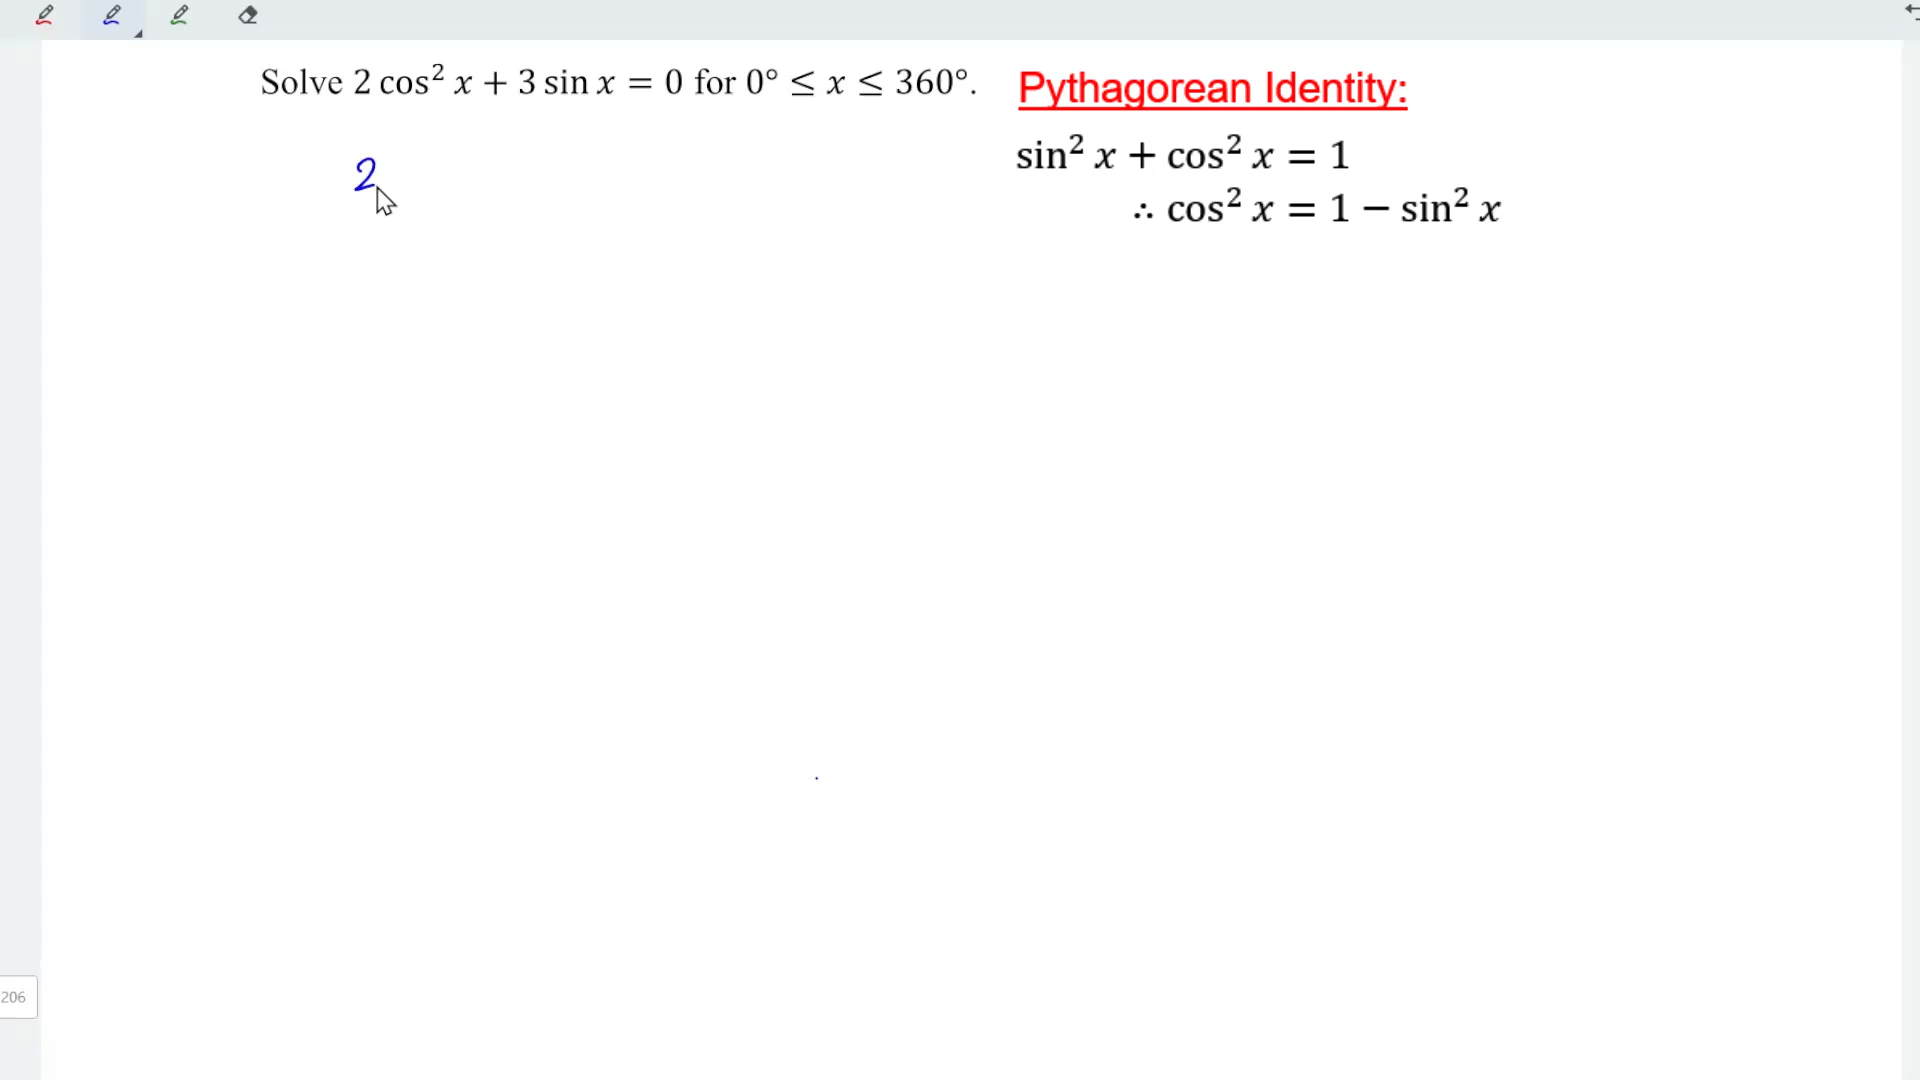 Solve 2 cos² x + 3 sin x = 0 for 0° ≤ x ≤ 360°.
Pythagorean Identity:
sin² x + cos² x = 1
∴ cos² x = 1 − sin² x
2
206